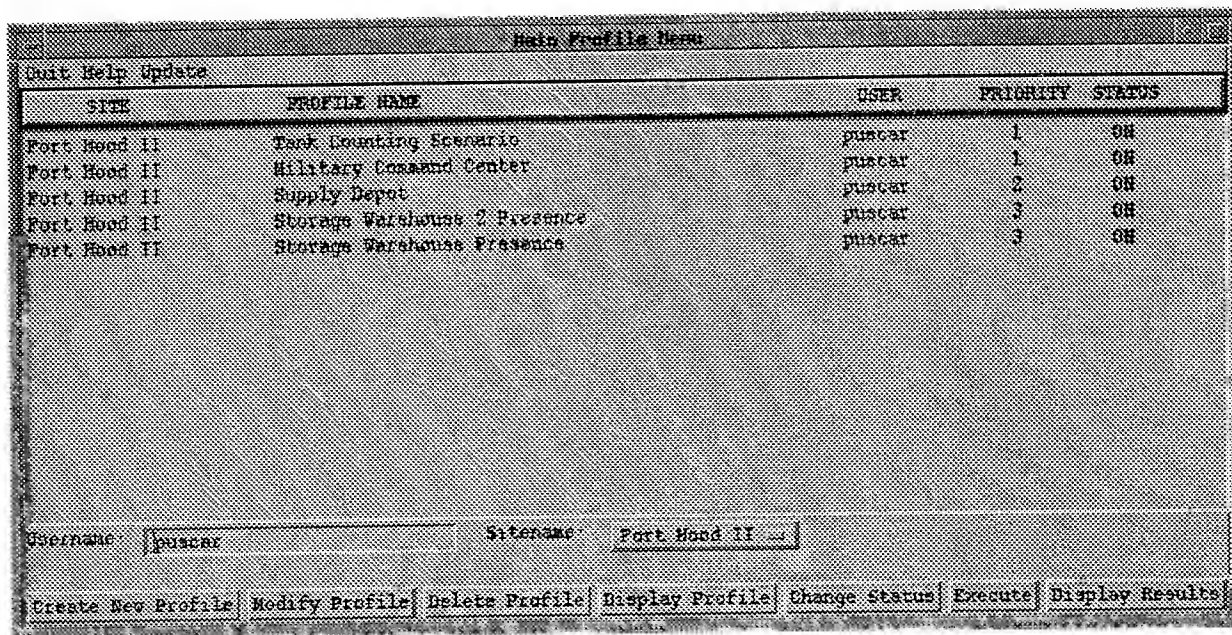 Main Profile Menu
Quit Help Update
SITE PROFILE NAME USER PRIORITY STATUS
Fort Hood II Tank Counting Scenario puscar 1 ON
Fort Hood II Military Command Center puscar 1 ON
Fort Hood II Supply Depot puscar 2 ON
Fort Hood II Storage Warehouse 2 Presence puscar 3 ON
Fort Hood II Storage Warehouse Presence puscar 3 ON
Username: puscar Sitename: Fort Hood II
Create New Profile Modify Profile Delete Profile Display Profile Change Status Execute Display Results